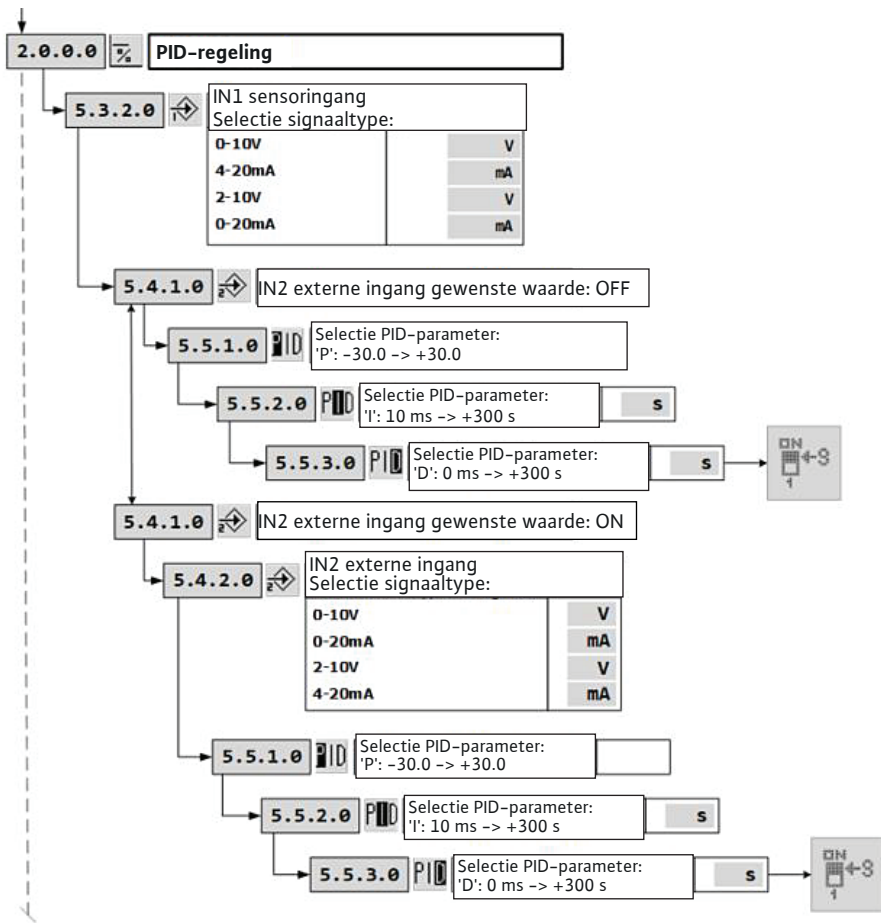 2.0.0.0 PID-regeling
5.3.2.0 IN1 sensoringang
Selectie signaaltype:
0-10V V
4-20mA mA
2-10V V
0-20mA mA
5.4.1.0 IN2 externe ingang gewenste waarde: OFF
5.5.1.0 PID Selectie PID-parameter:
'P': -30.0 -> +30.0
5.5.2.0 PID Selectie PID-parameter:
'I': 10 ms -> +300 s
s
5.5.3.0 PID Selectie PID-parameter:
'D': 0 ms -> +300 s
s
ON
S
1
5.4.1.0 IN2 externe ingang gewenste waarde: ON
5.4.2.0 IN2 externe ingang
Selectie signaaltype:
0-10V V
0-20mA mA
2-10V V
4-20mA mA
5.5.1.0 PID Selectie PID-parameter:
'P': -30.0 -> +30.0
5.5.2.0 PID Selectie PID-parameter:
'I': 10 ms -> +300 s
s
5.5.3.0 PID Selectie PID-parameter:
'D': 0 ms -> +300 s
s
ON
S
1